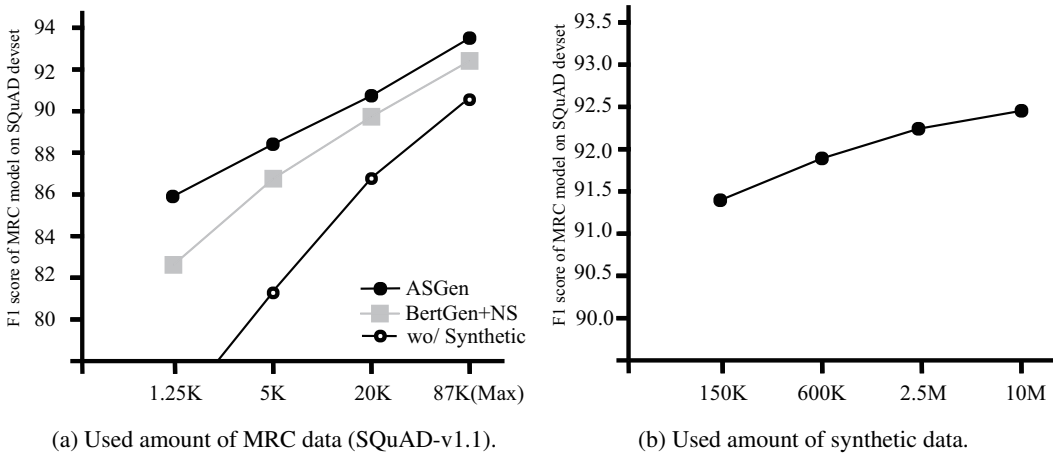 F1 score of MRC model on SQuAD devset
94
92
90
88
86
84
82
80
ASGen
BertGen+NS
wo/ Synthetic
1.25K 5K 20K 87K(Max)
(a) Used amount of MRC data (SQuAD-v1.1).
F1 score of MRC model on SQuAD devset
93.5
93.0
92.5
92.0
91.5
91.0
90.5
90.0
150K 600K 2.5M 10M
(b) Used amount of synthetic data.